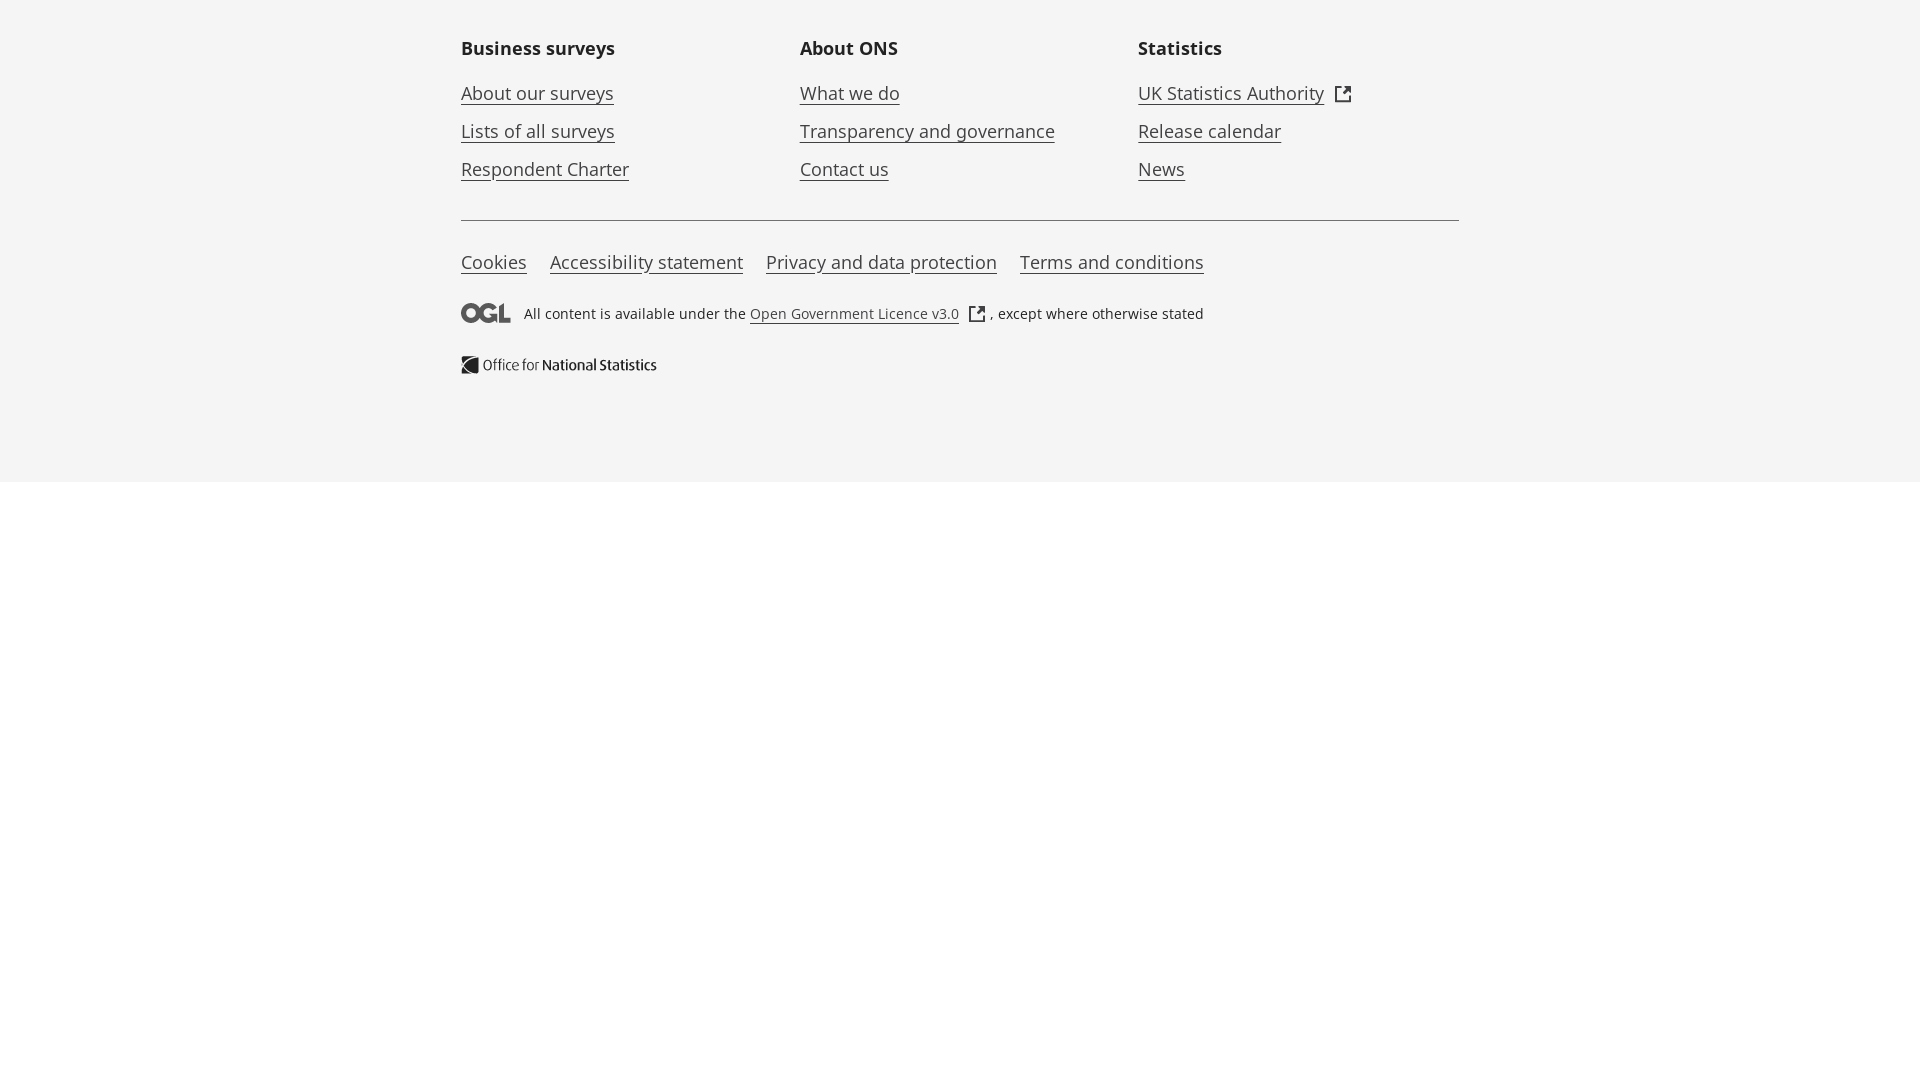 Business surveys
About our surveys
Lists of all surveys
Respondent Charter
About ONS
What we do
Transparency and governance
Contact us
Statistics
UK Statistics Authority
Release calendar
News
Cookies Accessibility statement Privacy and data protection Terms and conditions
OGL All content is available under the Open Government Licence v3.0 , except where otherwise stated
Office for National Statistics